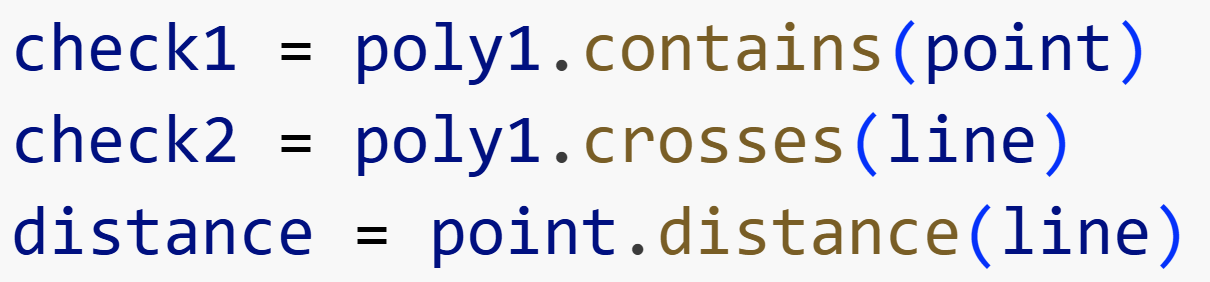 check1 = poly1.contains(point)
check2 = poly1.crosses(line)
distance = point.distance(line)